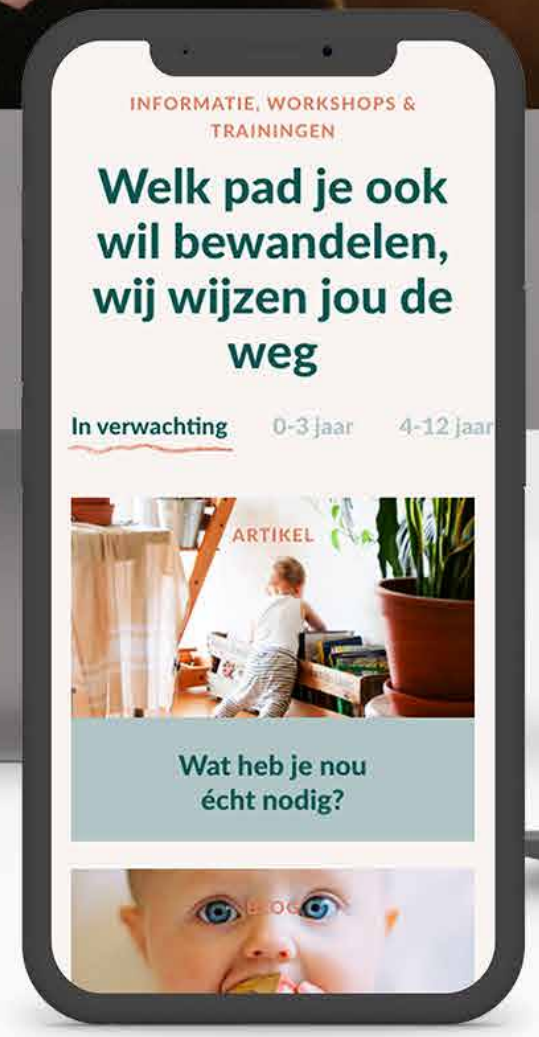 INFORMATIE, WORKSHOPS &
TRAININGEN
Welk pad je ook
wil bewandelen,
wij wijzen jou de
weg
In verwachting 0-3 jaar 4-12 jaar
ARTIKEL
Wat heb je nou
écht nodig?
BLOG